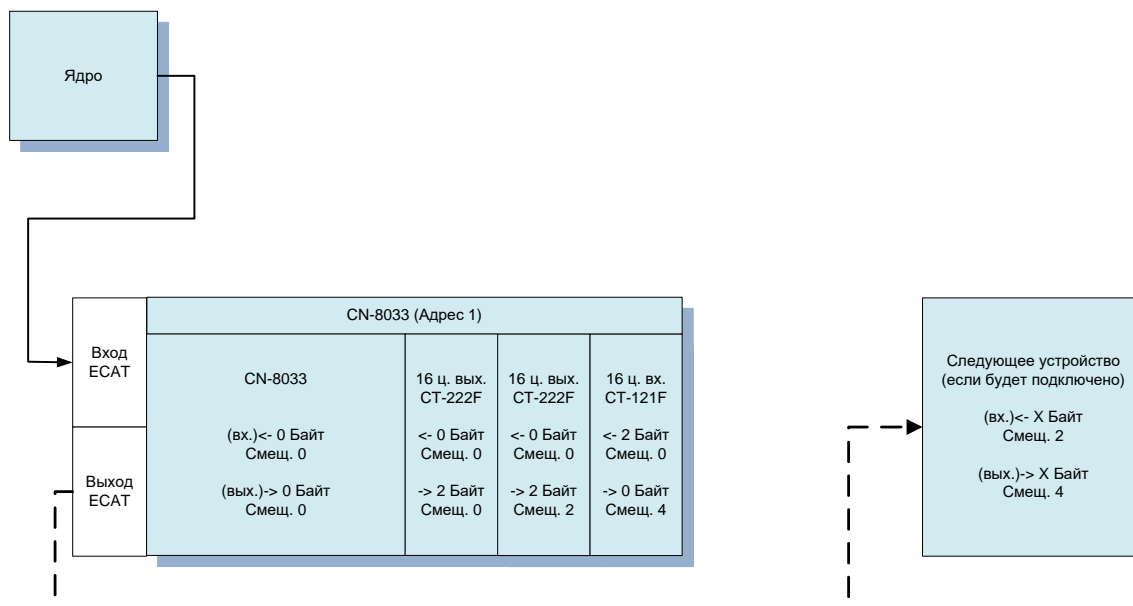 Ядро
CN-8033 (Адрес 1)
Вход
ECAT
Выход
ECAT
CN-8033
(вх.)<- 0 Байт
Смещ. 0
(вых.)-> 0 Байт
Смещ. 0
16 ц. вых.
CT-222F
<- 0 Байт
Смещ. 0
-> 2 Байт
Смещ. 0
16 ц. вых.
CT-222F
<- 0 Байт
Смещ. 0
-> 2 Байт
Смещ. 2
16 ц. вх.
CT-121F
<- 2 Байт
Смещ. 0
-> 0 Байт
Смещ. 4
Следующее устройство
(если будет подключено)
(вх.)<- X Байт
Смещ. 2
(вых.)-> X Байт
Смещ. 4